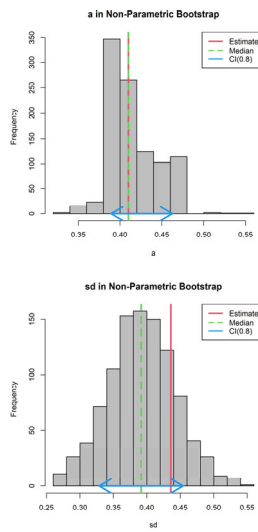 a in Non-Parametric Bootstrap
Estimate
Median
CI(0.8)
Frequency
350
300
250
200
150
100
50
0
0.35
0.40
0.45
0.50
0.55
a
sd in Non-Parametric Bootstrap
Estimate
Median
CI(0.8)
Frequency
150
100
50
0
0.25
0.30
0.35
0.40
0.45
0.50
0.55
sd